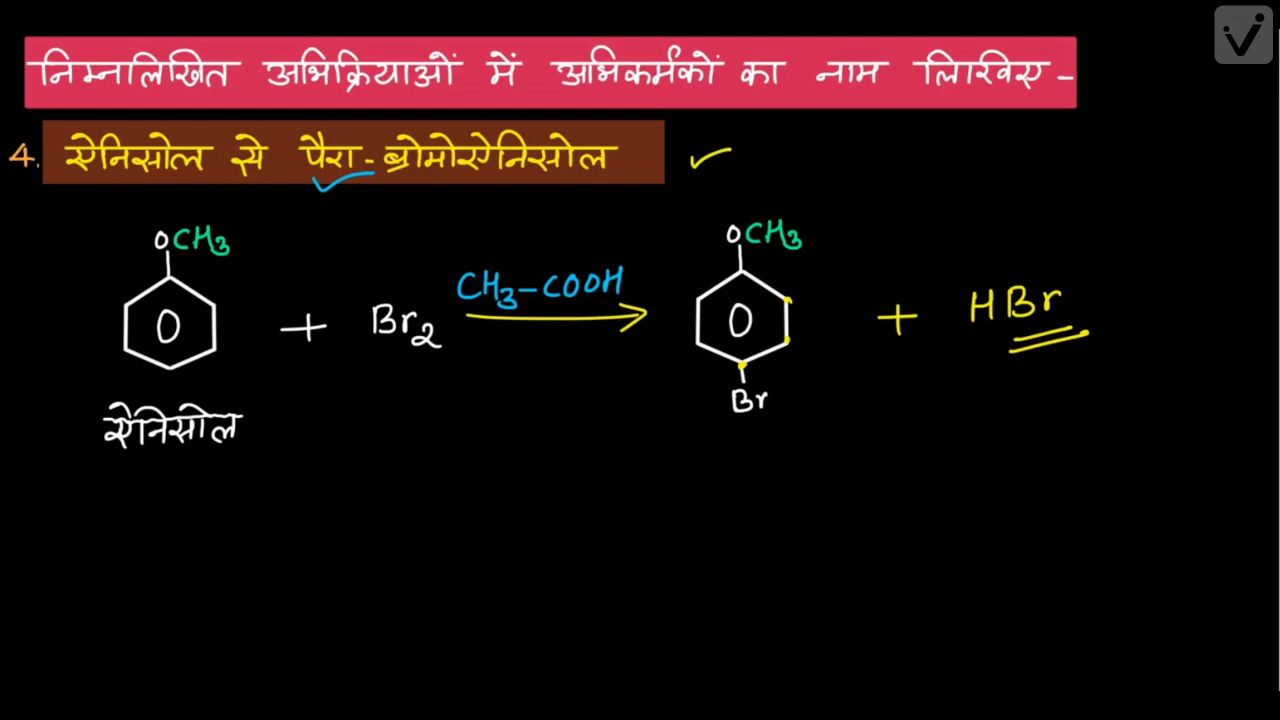 निम्नलिखित अभिक्रियाओं में अभिकर्मकों का नाम लिखिए-
4. ऐनिसोल से पैरा-ब्रोमोऐनिसोल
OCH3
OCH3
+ Br2 CH3-COOH + HBr
Br
ऐनिसोल